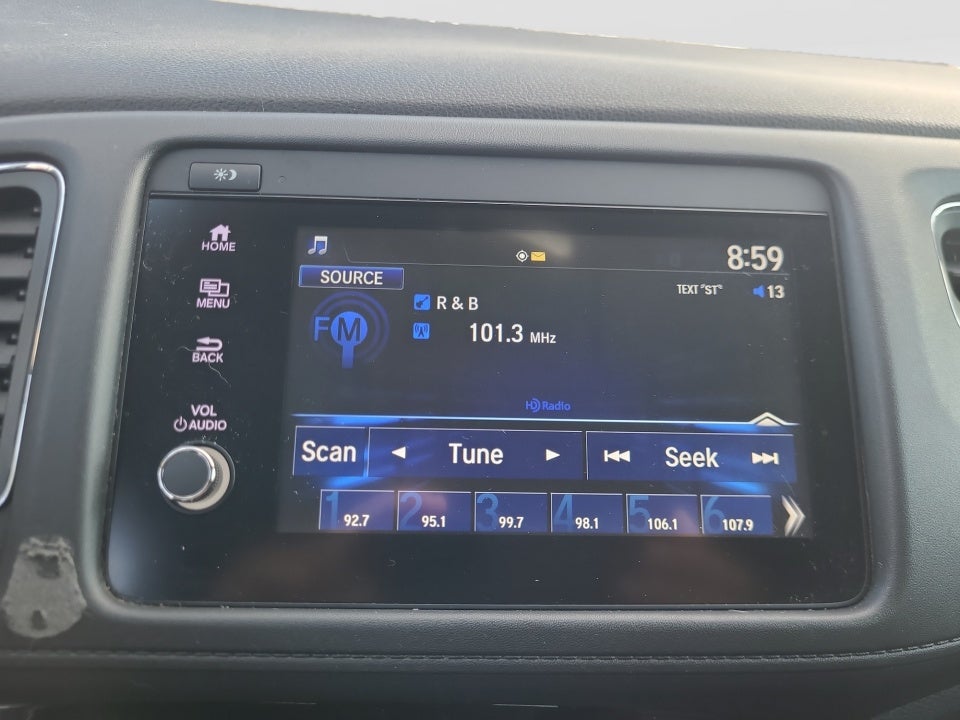 HOME
MENU
BACK
VOL
AUDIO
8:59
SOURCE
TEXT "ST"
13
FM
R & B
101.3 MHz
HD Radio
Scan
Tune
Seek
1 92.7
2 95.1
3 99.7
4 98.1
5 106.1
6 107.9